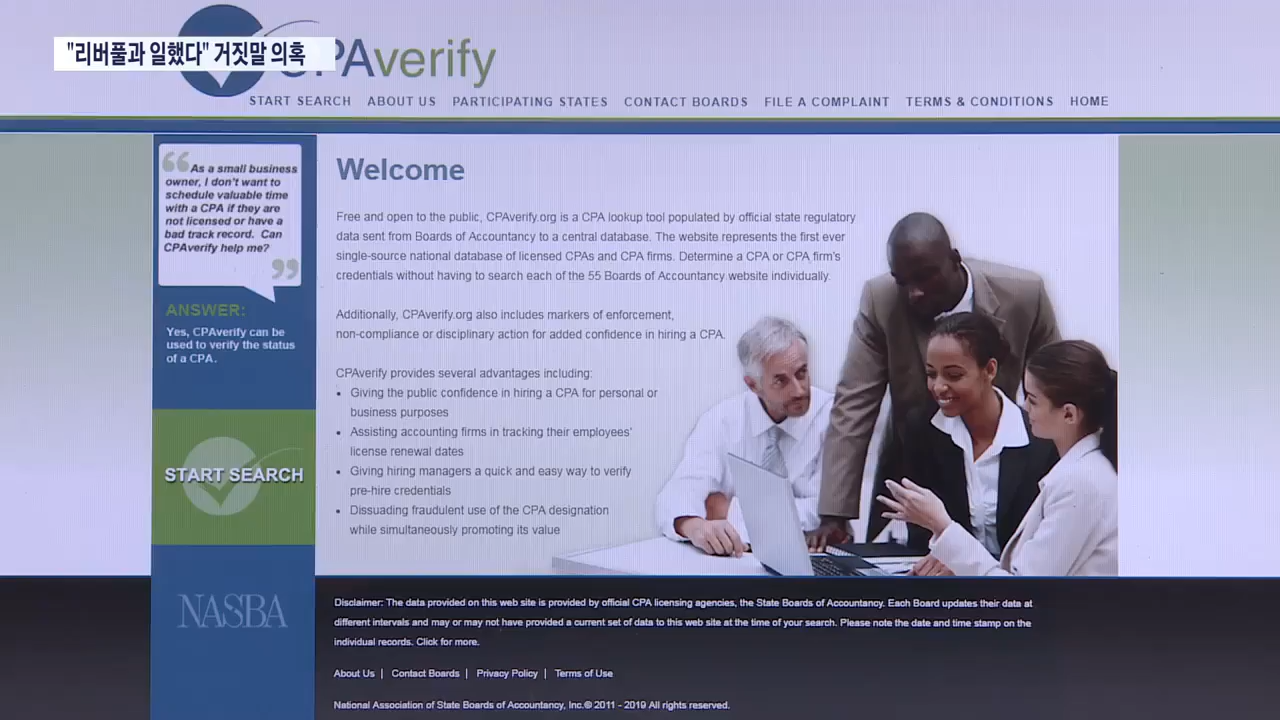 "리버풀과 일했다" 거짓말 의혹
PAverify
START SEARCH ABOUT US PARTICIPATING STATES CONTACT BOARDS FILE A COMPLAINT TERMS & CONDITIONS HOME
“As a small business
owner, I don't want to
schedule valuable time
with a CPA if they are
not licensed or have a
bad track record. Can
CPAverify help me?
”
ANSWER:
Yes, CPAverify can be
used to verify the status
of a CPA.
START SEARCH
NASBA
Welcome
Free and open to the public, CPAverify.org is a CPA lookup tool populated by official state regulatory
data sent from Boards of Accountancy to a central database. The website represents the first ever
single-source national database of licensed CPAs and CPA firms. Determine a CPA or CPA firm's
credentials without having to search each of the 55 Boards of Accountancy website individually.
Additionally, CPAverify.org also includes markers of enforcement,
non-compliance or disciplinary action for added confidence in hiring a CPA.
CPAverify provides several advantages including:
• Giving the public confidence in hiring a CPA for personal or
business purposes
• Assisting accounting firms in tracking their employees'
license renewal dates
• Giving hiring managers a quick and easy way to verify
pre-hire credentials
• Dissuading fraudulent use of the CPA designation
while simultaneously promoting its value
Disclaimer: The data provided on this web site is provided by official CPA licensing agencies, the State Boards of Accountancy. Each Board updates their data at
different intervals and may or may not have provided a current set of data to this web site at the time of your search. Please note the date and time stamp on the
individual records. Click for more.
About Us | Contact Boards | Privacy Policy | Terms of Use
National Association of State Boards of Accountancy, Inc.© 2011 - 2019 All rights reserved.